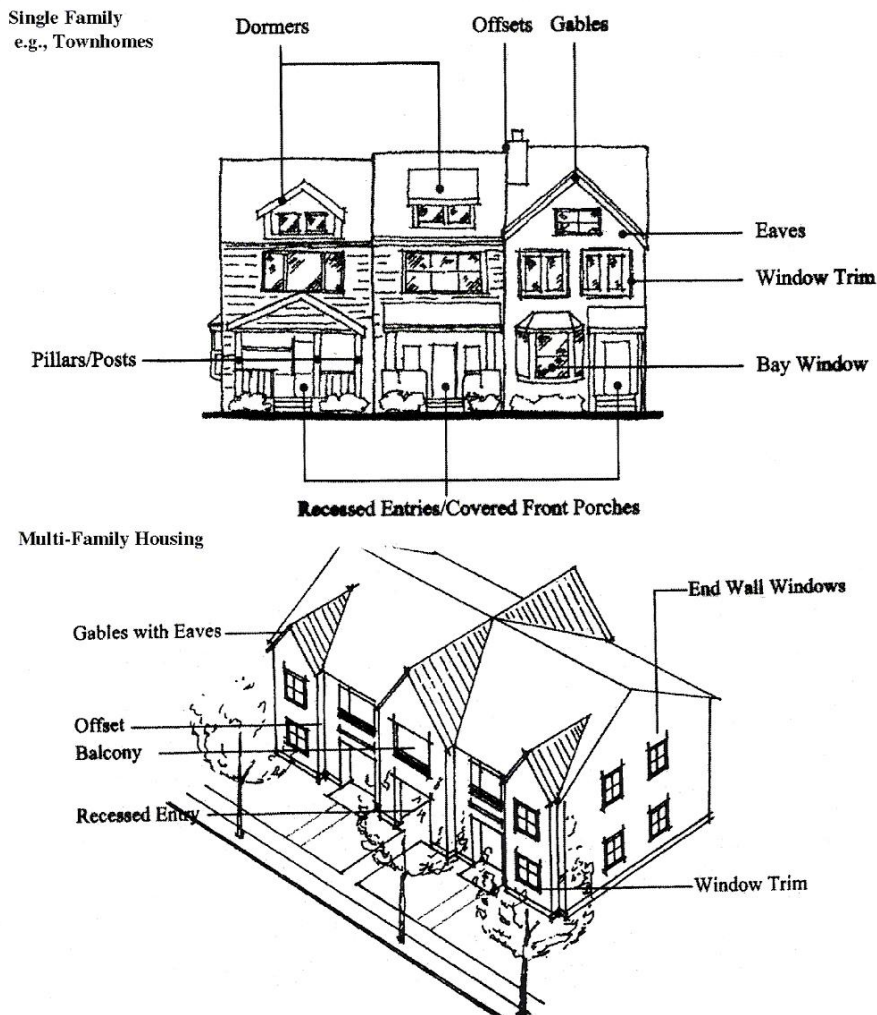 Single Family
e.g., Townhomes
Dormers
Offsets Gables
Eaves
Window Trim
Pillars/Posts
Bay Window
Recessed Entries/Covered Front Porches
Multi-Family Housing
End Wall Windows
Gables with Eaves
Offset
Balcony
Recessed Entry
Window Trim